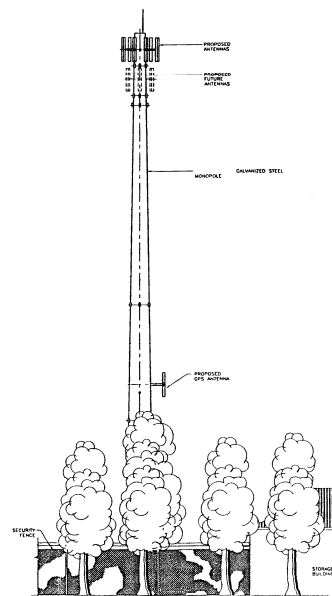 PROPOSED
ANTENNAS
PROPOSED
FUTURE
ANTENNAS
GALVANIZED STEEL
MONOPOLE
PROPOSED
GPS ANTENNA
SECURITY
FENCE
STORAGE
BUILDING